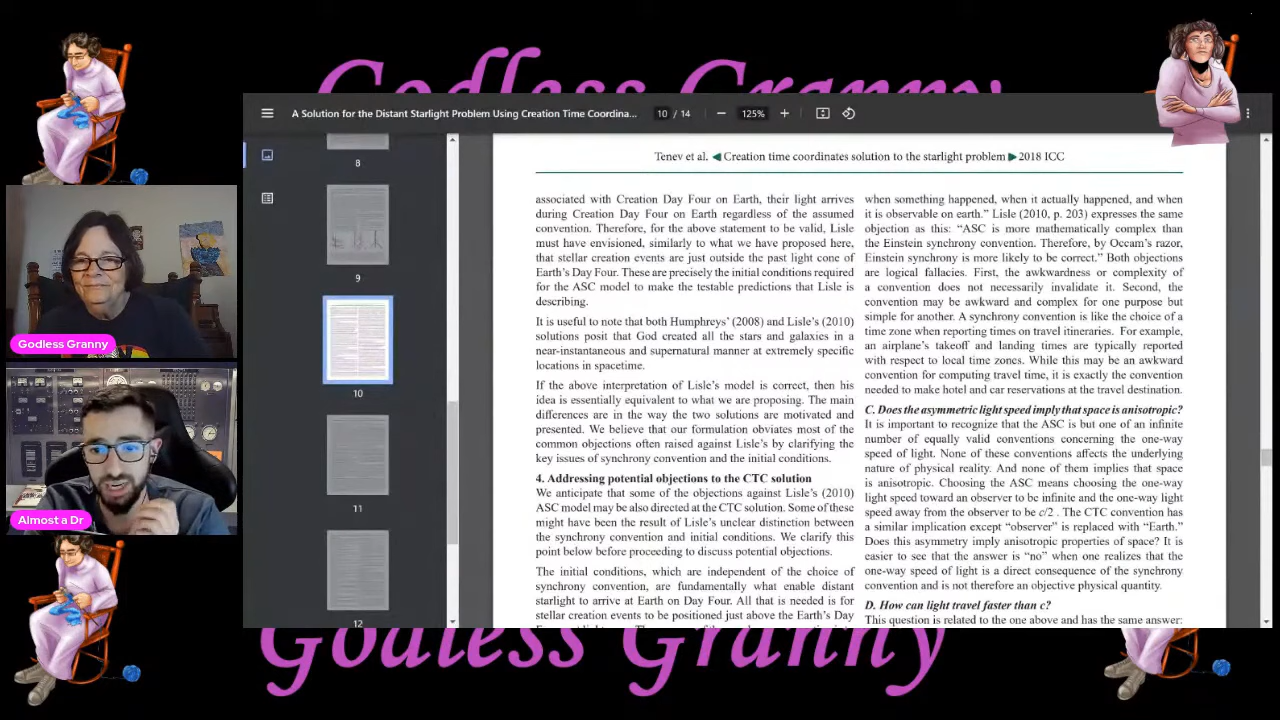 Godless Granny
A Solution for the Distant Starlight Problem Using Creation Time Coordina...
10 / 14
125%
8
9
10
11
12
Godless Granny
Almost a Dr
Tenev et al. ◀ Creation time coordinates solution to the starlight problem ▶ 2018 ICC
associated with Creation Day Four on Earth, their light arrives
during Creation Day Four on Earth regardless of the assumed
convention. Therefore, for the above statement to be valid, Lisle
must have envisioned, similarly to what we have proposed here,
that stellar creation events are just outside the past light cone of
Earth's Day Four. These are precisely the initial conditions required
for the ASC model to make the testable predictions that Lisle is
describing.
It is useful to note that both Humphreys' (2008) and Lisle's (2010)
solutions posit that God created all the stars and galaxies in a
near-instantaneous and supernatural manner at extremely specific
locations in spacetime.
If the above interpretation of Lisle's model is correct, then his
idea is essentially equivalent to what we are proposing. The main
differences are in the way the two solutions are motivated and
presented. We believe that our formulation obviates most of the
common objections often raised against Lisle's by clarifying the
key issues of synchrony convention and the initial conditions.
4. Addressing potential objections to the CTC solution
We anticipate that some of the objections against Lisle's (2010)
ASC model may be also directed at the CTC solution. Some of these
might have been the result of Lisle's unclear distinction between
the synchrony convention and initial conditions. We clarify this
point below before proceeding to discuss potential objections.
The initial conditions, which are independent of the choice of
synchrony convention, are fundamentally what enable distant
starlight to arrive at Earth on Day Four. All that is needed is for
stellar creation events to be positioned just above the Earth's Day
when something happened, when it actually happened, and when
it is observable on earth." Lisle (2010, p. 203) expresses the same
objection as this: "ASC is more mathematically complex than
the Einstein synchrony convention. Therefore, by Occam's razor,
Einstein synchrony is more likely to be correct." Both objections
are logical fallacies. First, the awkwardness or complexity of
a convention does not necessarily invalidate it. Second, the
convention may be awkward and complex for one purpose but
simple for another. A synchrony convention is like the choice of a
time zone when reporting times on travel itineraries. For example,
an airplane's takeoff and landing times are typically reported
with respect to local time zones. While this may be an awkward
convention for computing travel time, it is exactly the convention
needed to make hotel and car reservations at the travel destination.
C. Does the asymmetric light speed imply that space is anisotropic?
It is important to recognize that the ASC is but one of an infinite
number of equally valid conventions concerning the one-way
speed of light. None of these conventions affects the underlying
nature of physical reality. And none of them implies that space
is anisotropic. Choosing the ASC means choosing the one-way
light speed toward an observer to be infinite and the one-way light
speed away from the observer to be c/2 . The CTC convention has
a similar implication except "observer" is replaced with "Earth."
Does this asymmetry imply anisotropic properties of space? It is
easier to see that the answer is "no" when one realizes that the
one-way speed of light is a direct consequence of the synchrony
convention and is not therefore an objective physical quantity.
D. How can light travel faster than c?
This question is related to the one above and has the same answer:
Godless Granny